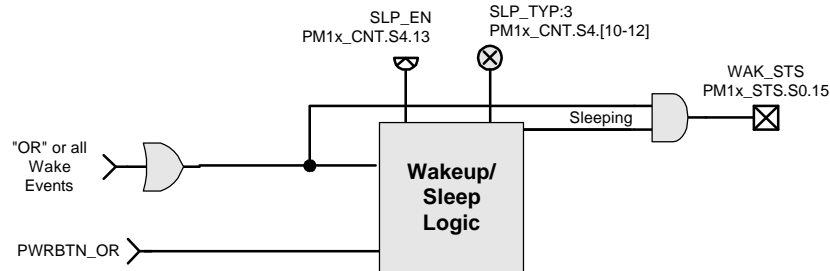 SLP_EN
PM1x_CNT.S4.13
SLP_TYP:3
PM1x_CNT.S4.[10-12]
WAK_STS
PM1x_STS.S0.15
Sleeping
"OR" or all
Wake
Events
Wakeup/
Sleep
Logic
PWRBTN_OR